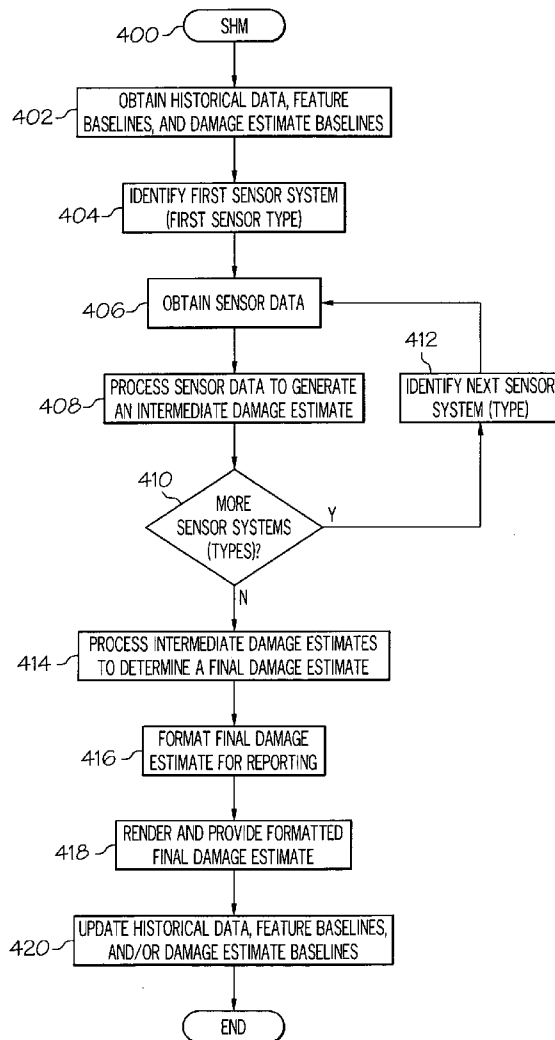 400
SHM
402
OBTAIN HISTORICAL DATA, FEATURE
BASELINES, AND DAMAGE ESTIMATE BASELINES
404
IDENTIFY FIRST SENSOR SYSTEM
(FIRST SENSOR TYPE)
406
OBTAIN SENSOR DATA
412
IDENTIFY NEXT SENSOR
SYSTEM (TYPE)
408
PROCESS SENSOR DATA TO GENERATE
AN INTERMEDIATE DAMAGE ESTIMATE
410
MORE
SENSOR SYSTEMS
(TYPES)?
Y
N
414
PROCESS INTERMEDIATE DAMAGE ESTIMATES
TO DETERMINE A FINAL DAMAGE ESTIMATE
416
FORMAT FINAL DAMAGE
ESTIMATE FOR REPORTING
418
RENDER AND PROVIDE FORMATTED
FINAL DAMAGE ESTIMATE
420
UPDATE HISTORICAL DATA, FEATURE BASELINES,
AND/OR DAMAGE ESTIMATE BASELINES
END